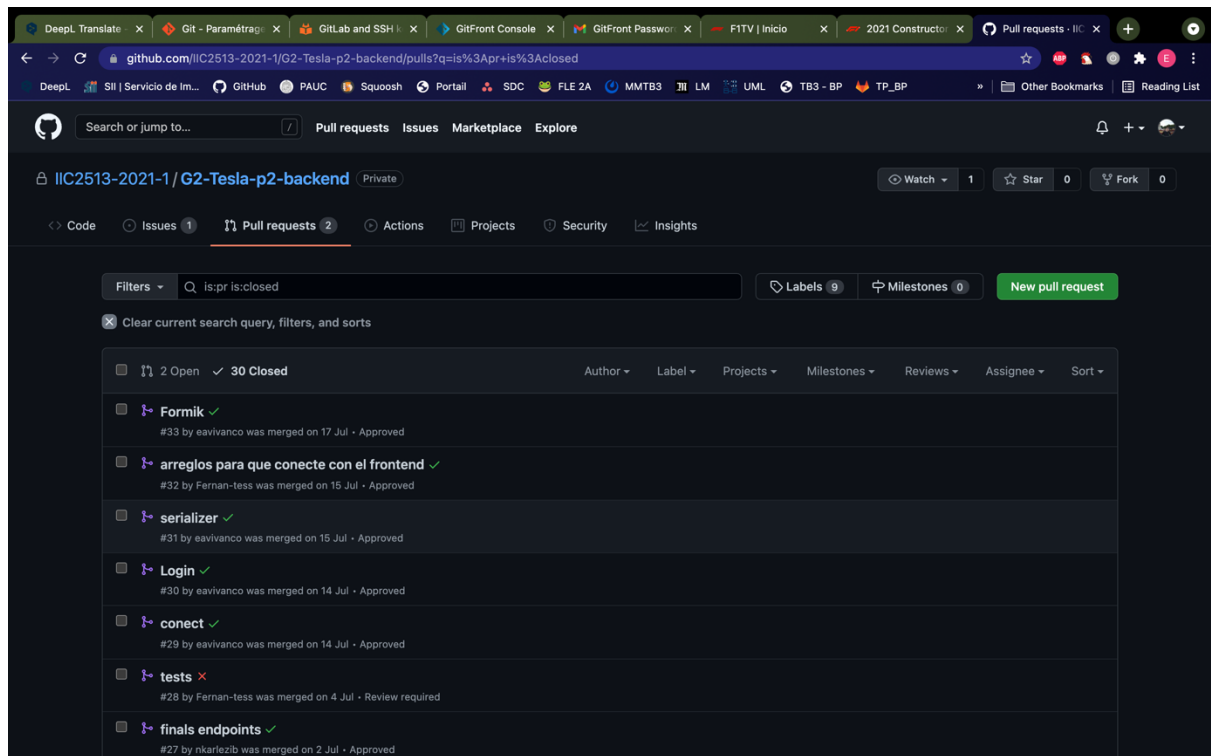 DeepL Translate - Git - Paramétrage GitLab and SSH k GitFront Console GitFront Passwor F1TV | Inicio 2021 Constructor Pull requests · IIC
github.com/IIC2513-2021-1/G2-Tesla-p2-backend/pulls?q=is%3Apr+is%3Aclosed
DeepL SII | Servicio de Im... GitHub PAUC Squoosh Portail SDC FLE 2A MMTB3 LM UML TB3 - BP TP_BP » Other Bookmarks Reading List
Search or jump to... / Pull requests Issues Marketplace Explore
IIC2513-2021-1 / G2-Tesla-p2-backend Private Watch 1 Star 0 Fork 0
Code Issues 1 Pull requests 2 Actions Projects Security Insights
Filters is:pr is:closed Labels 9 Milestones 0 New pull request
Clear current search query, filters, and sorts
2 Open 30 Closed Author Label Projects Milestones Reviews Assignee Sort
Formik
#33 by eavivanco was merged on 17 Jul • Approved
arreglos para que conecte con el frontend
#32 by Fernan-tess was merged on 15 Jul • Approved
serializer
#31 by eavivanco was merged on 15 Jul • Approved
Login
#30 by eavivanco was merged on 14 Jul • Approved
conect
#29 by eavivanco was merged on 14 Jul • Approved
tests
#28 by Fernan-tess was merged on 4 Jul • Review required
finals endpoints
#27 by nkarlezib was merged on 2 Jul • Approved